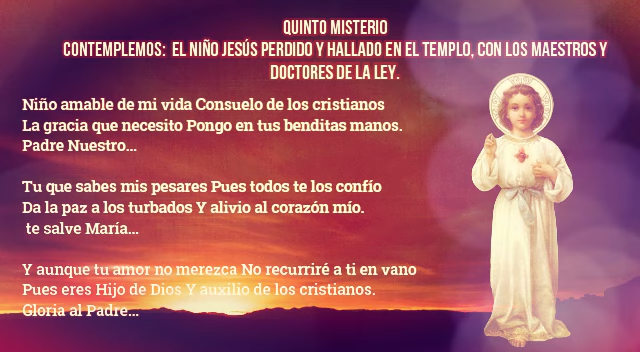 QUINTO MISTERIO
CONTEMPLEMOS: EL NIÑO JESÚS PERDIDO Y HALLADO EN EL TEMPLO, CON LOS MAESTROS Y
DOCTORES DE LA LEY.
Niño amable de mi vida Consuelo de los cristianos
La gracia que necesito Pongo en tus benditas manos.
Padre Nuestro...
Tu que sabes mis pesares Pues todos te los confío
Da la paz a los turbados Y alivio al corazón mío.
te salve María...
Y aunque tu amor no merezca No recurriré a ti en vano
Pues eres Hijo de Dios Y auxilio de los cristianos.
Gloria al Padre...